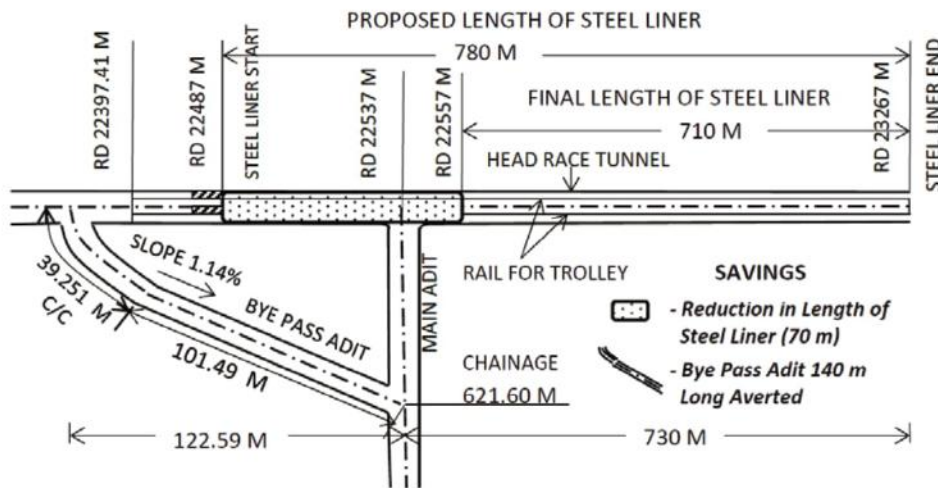 PROPOSED LENGTH OF STEEL LINER
780 M
RD 22397.41 M
RD 22487 M
STEEL LINER START
RD 22537 M
RD 22557 M
FINAL LENGTH OF STEEL LINER
710 M
RD 23267 M
STEEL LINER END
HEAD RACE TUNNEL
RAIL FOR TROLLEY
SLOPE 1.14%
BYE PASS ADIT
39.251 M
C/C
101.49 M
MAIN ADIT
CHAINAGE
621.60 M
122.59 M
730 M
SAVINGS
- Reduction in Length of
Steel Liner (70 m)
- Bye Pass Adit 140 m
Long Averted